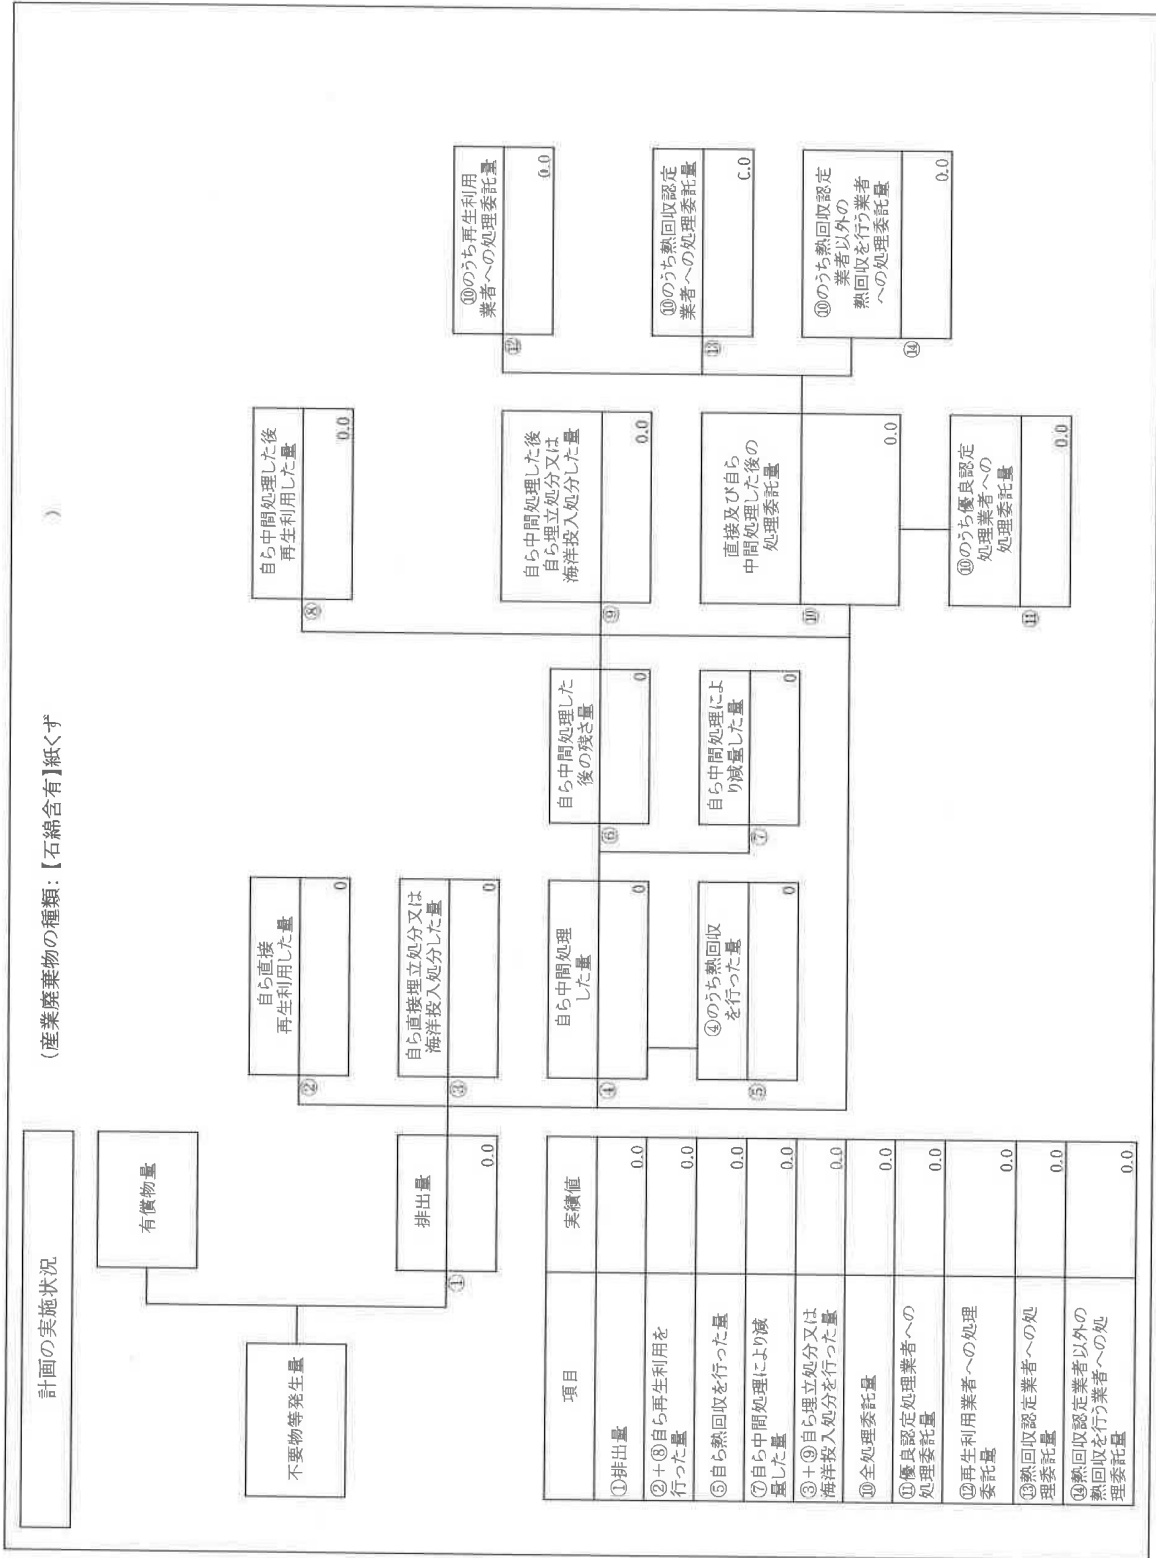 計画の実施状況
(産業廃棄物の種類：【石綿含有】紙くず )
不要物等発生量
有償物量
①
排出量
0.0
②
自ら直接
再生利用した量
0
③
自ら直接埋立処分又は
海洋投入処分した量
0
④
自ら中間処理
した量
0
⑤
④のうち熱回収
を行った量
0
⑥
自ら中間処理した
後の残さ量
0
⑦
自ら中間処理によ
り減量した量
0
⑧
自ら中間処理した後
再生利用した量
0.0
⑨
自ら中間処理した後
自ら埋立処分又は
海洋投入処分した量
0.0
⑩
直接及び自ら
中間処理した後の
処理委託量
0.0
⑪
⑩のうち優良認定
処理業者への
処理委託量
0.0
⑫
⑩のうち再生利用
業者への処理委託量
0.0
⑬
⑩のうち熱回収認定
業者への処理委託量
0.0
⑭
⑩のうち熱回収認定
業者以外の
熱回収を行う業者
への処理委託量
0.0
項目 実績値
①排出量 0.0
②＋⑧自ら再生利用を
行った量 0.0
⑤自ら熱回収を行った量 0.0
⑦自ら中間処理により減
量した量 0.0
③＋⑨自ら埋立処分又は
海洋投入処分を行った量 0.0
⑩全処理委託量 0.0
⑪優良認定処理業者への
処理委託量 0.0
⑫再生利用業者への処理
委託量 0.0
⑬熱回収認定業者への処
理委託量 0.0
⑭熱回収認定業者以外の
熱回収を行う業者への処
理委託量 0.0